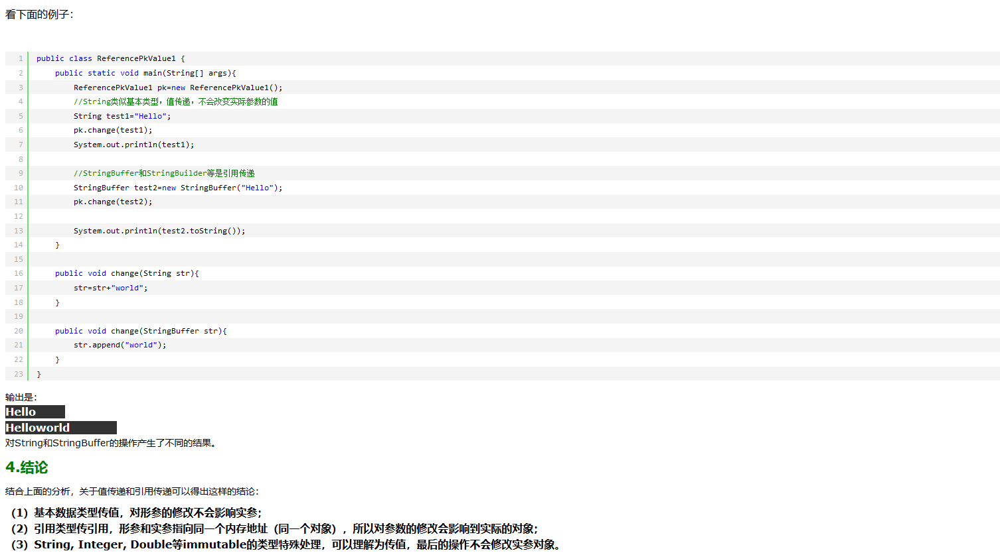 看下面的例子：
1 public class ReferencePkValue1 {
2     public static void main(String[] args){
3         ReferencePkValue1 pk=new ReferencePkValue1();
4         //String类似基本类型，值传递，不会改变实际参数的值
5         String test1="Hello";
6         pk.change(test1);
7         System.out.println(test1);
8
9         //StringBuffer和StringBuilder等是引用传递
10         StringBuffer test2=new StringBuffer("Hello");
11         pk.change(test2);
12
13         System.out.println(test2.toString());
14     }
15
16     public void change(String str){
17         str=str+"world";
18     }
19
20     public void change(StringBuffer str){
21         str.append("world");
22     }
23 }
输出是：
Hello
Helloworld
对String和StringBuffer的操作产生了不同的结果。
4.结论
结合上面的分析，关于值传递和引用传递可以得出这样的结论：
（1）基本数据类型传值，对形参的修改不会影响实参；
（2）引用类型传引用，形参和实参指向同一个内存地址（同一个对象），所以对参数的修改会影响到实际的对象；
（3）String, Integer, Double等immutable的类型特殊处理，可以理解为传值，最后的操作不会修改实参对象。